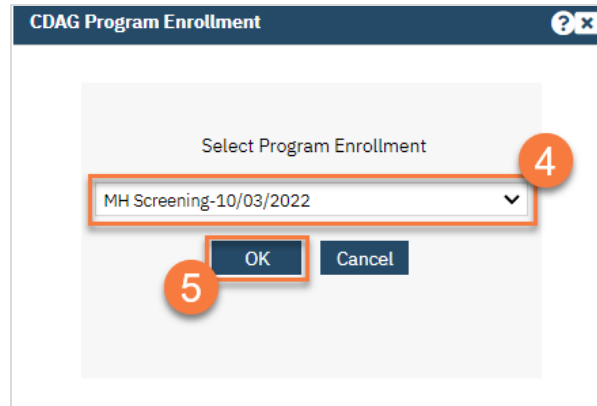 CDAG Program Enrollment ? x
Select Program Enrollment
4
MH Screening-10/03/2022
OK Cancel
5